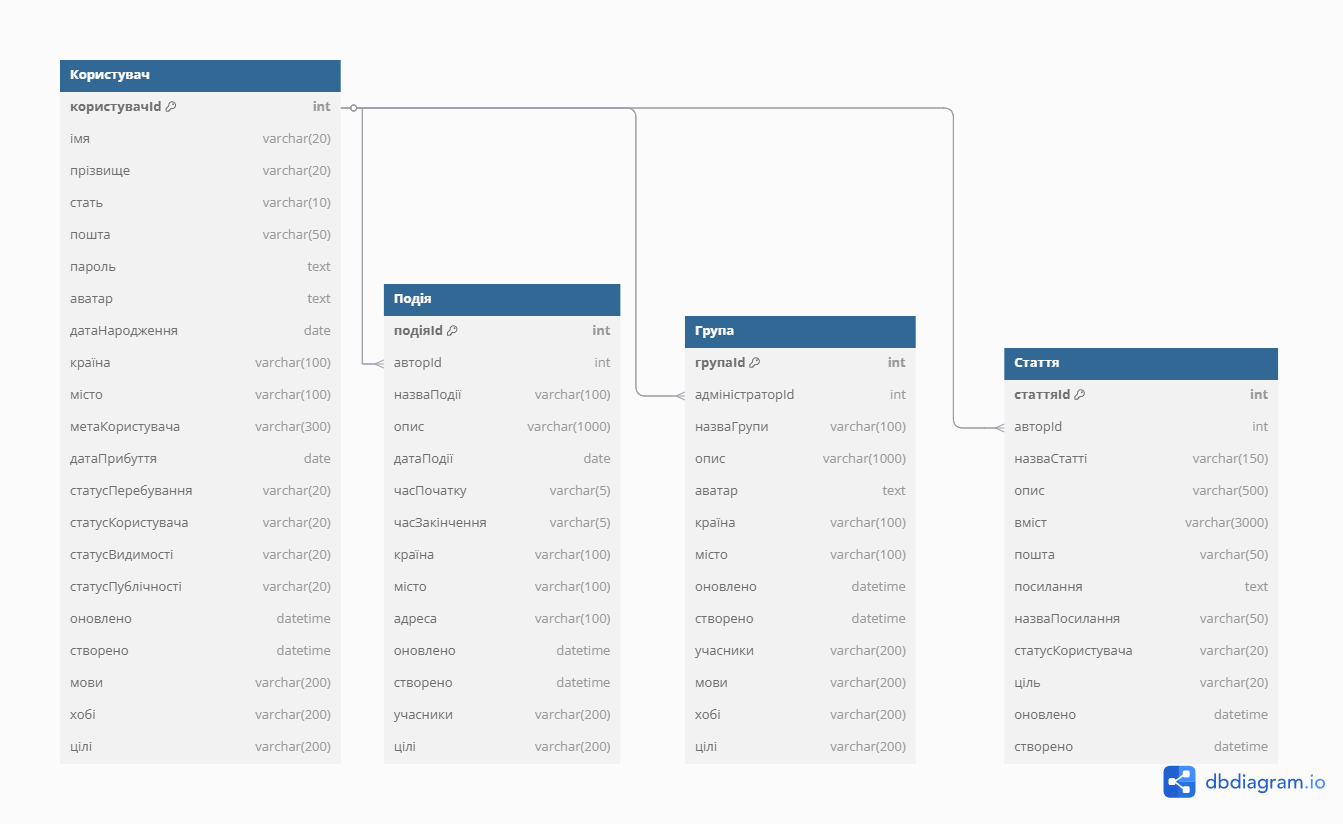 Користувач
користувачId int
імя varchar(20)
прізвище varchar(20)
стать varchar(10)
пошта varchar(50)
пароль text
аватар text
датаНародження date
країна varchar(100)
місто varchar(100)
метаКористувача varchar(300)
датаПрибуття date
статусПеребування varchar(20)
статусКористувача varchar(20)
статусВидимості varchar(20)
статусПублічності varchar(20)
оновлено datetime
створено datetime
мови varchar(200)
хобі varchar(200)
цілі varchar(200)
Подія
подіяId int
авторId int
назваПодії varchar(100)
опис varchar(1000)
датаПодії date
часПочатку varchar(5)
часЗакінчення varchar(5)
країна varchar(100)
місто varchar(100)
адреса varchar(100)
оновлено datetime
створено datetime
учасники varchar(200)
цілі varchar(200)
Група
групаId int
адміністраторId int
назваГрупи varchar(100)
опис varchar(1000)
аватар text
країна varchar(100)
місто varchar(100)
оновлено datetime
створено datetime
учасники varchar(200)
мови varchar(200)
хобі varchar(200)
цілі varchar(200)
Стаття
статтяId int
авторId int
назваСтатті varchar(150)
опис varchar(500)
вміст varchar(3000)
пошта varchar(50)
посилання text
назваПосилання varchar(50)
статусКористувача varchar(20)
ціль varchar(20)
оновлено datetime
створено datetime
dbdiagram.io